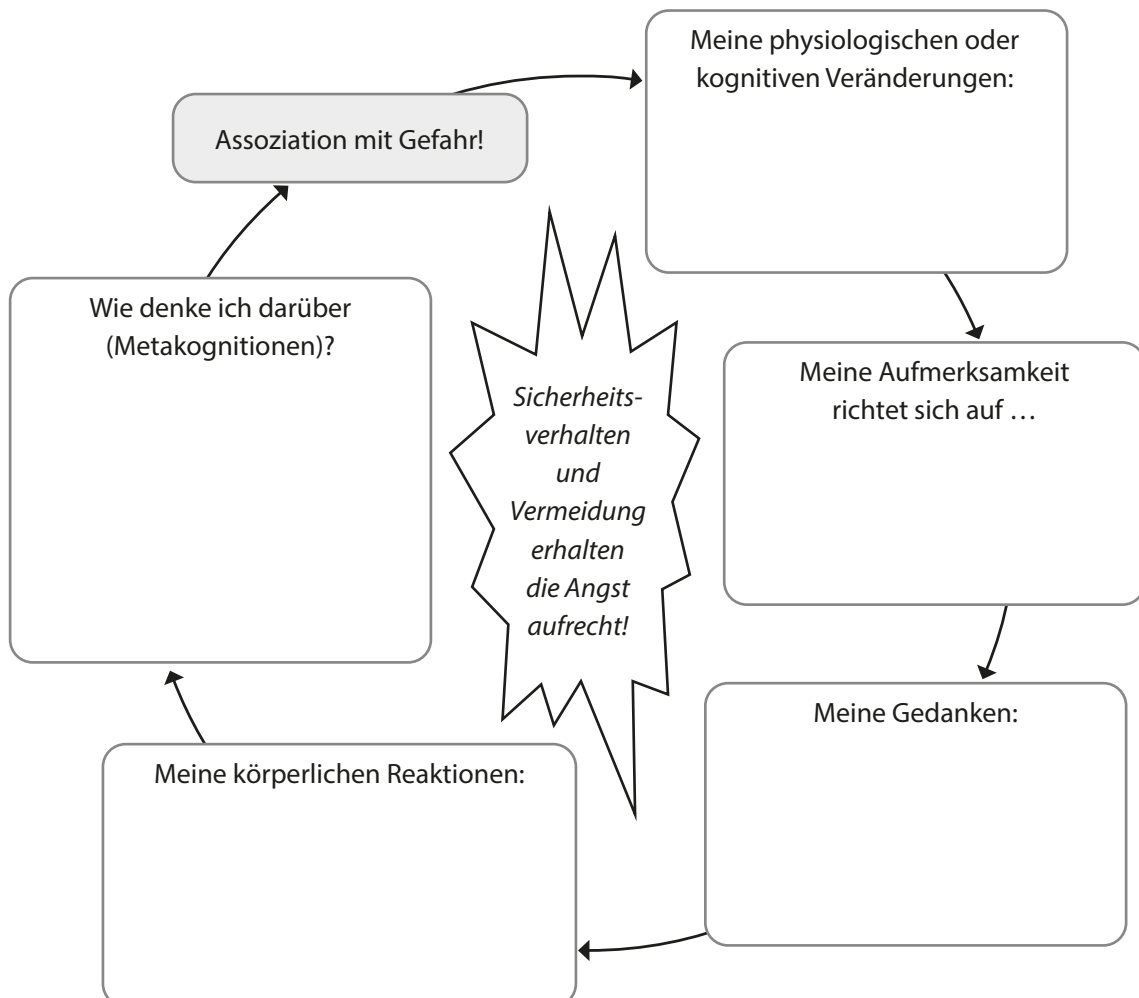 Meine physiologischen oder
kognitiven Veränderungen:
Assoziation mit Gefahr!
Wie denke ich darüber
(Metakognitionen)?
Meine Aufmerksamkeit
richtet sich auf …
Sicherheits-
verhalten
und
Vermeidung
erhalten
die Angst
aufrecht!
Meine Gedanken:
Meine körperlichen Reaktionen: